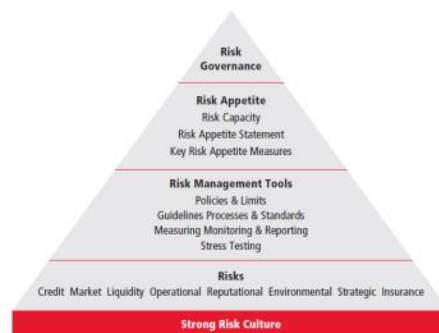 Risk
Governance
Risk Appetite
Risk Capacity
Risk Appetite Statement
Key Risk Appetite Measures
Risk Management Tools
Policies & Limits
Guidelines Processes & Standards
Measuring Monitoring & Reporting
Stress Testing
Risks
Credit Market Liquidity Operational Reputational Environmental Strategic Insurance
Strong Risk Culture